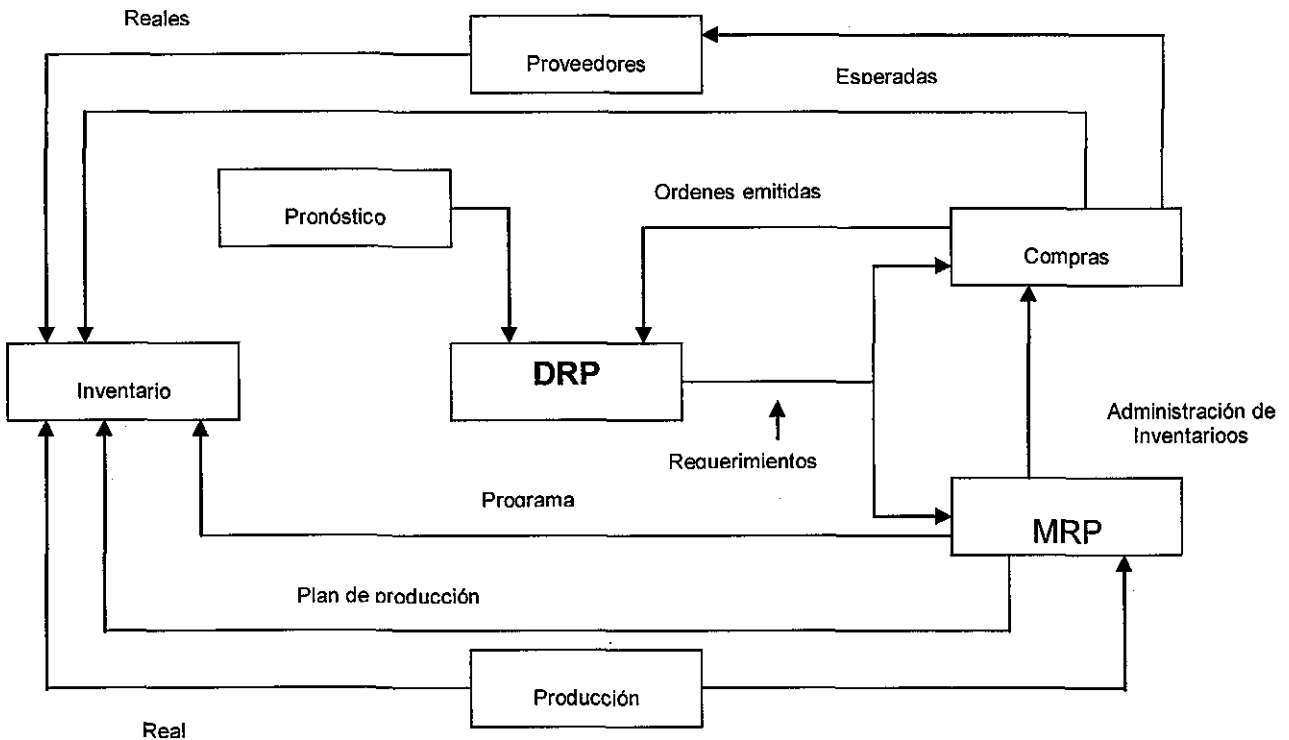 Reales
Proveedores
Esperadas
Ordenes emitidas
Pronóstico
Compras
DRP
Inventario
Administración de
Inventarioos
Requerimientos
Programa
MRP
Plan de producción
Producción
Real